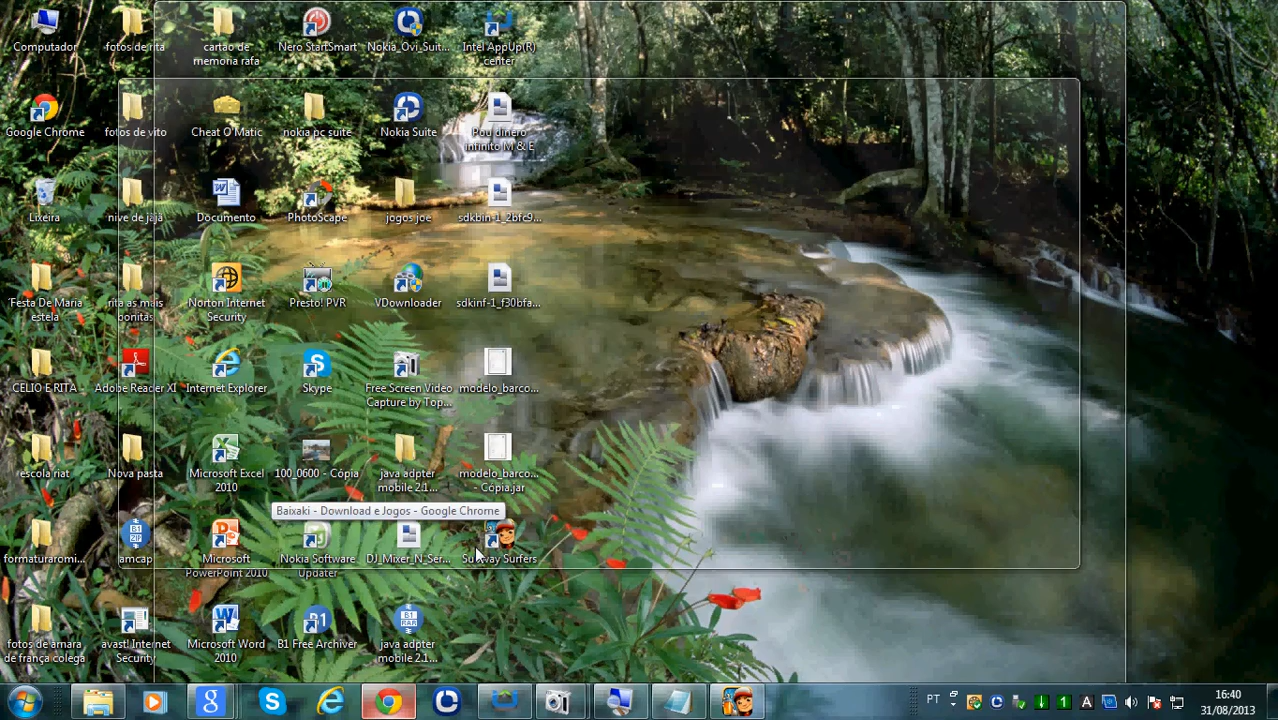 Computador
fotos de rita
cartao de
memoria rafa
Nero StartSmart
Nokia_Ovi_Suit...
Intel AppUp(R)
center
Google Chrome
fotos de vito
Cheat O'Matic
nokia pc suite
Nokia Suite
Pou dinero
infinito M & E
Lixeira
nive de jaja
Documento
PhotoScape
jogos joe
sdkbin-1_2bfc9...
Festa De Maria
estela
rita as mais
bonitas
Norton Internet
Security
Presto! PVR
VDownloader
sdkinf-1_f30bfa...
CELIO E RITA
Adobe Reader XI
Internet Explorer
Skype
Free Screen Video
Capture by Top...
modelo_barco...
escola riat
Nova pasta
Microsoft Excel
2010
100_0600 - Cópia
java adpter
mobile 2.1...
modelo_barco...
- Cópia.jar
Baixaki - Download e Jogos - Google Chrome
formaturaromi...
amcap
Microsoft
PowerPoint 2010
Nokia Software
Updater
DJ_Mixer_N_Ser...
Subway Surfers
fotos de amara
de frança colega
avast! Internet
Security
Microsoft Word
2010
B1 Free Archiver
java adpter
mobile 2.1...
PT
16:40
31/08/2013